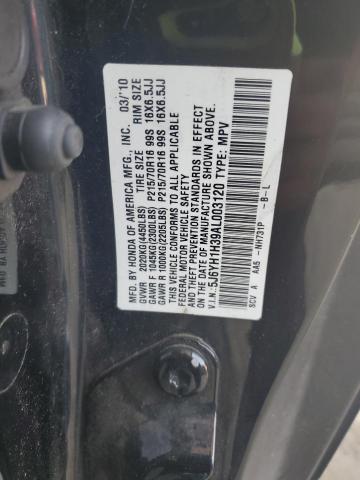 MFD. BY HONDA OF AMERICA MFG., INC. 03/'10
TIRE SIZE RIM SIZE
GVWR 2020KG(4450LBS)
GAWR F 1045KG(2300LBS) P215/70R16 99S 16X6.5JJ
GAWR R 1000KG(2205LBS) P215/70R16 99S 16X6.5JJ
THIS VEHICLE CONFORMS TO ALL APPLICABLE
FEDERAL MOTOR VEHICLE SAFETY
AND THEFT PREVENTION STANDARDS IN EFFECT
ON THE DATE OF MANUFACTURE SHOWN ABOVE.
V.I.N.:5J6YH1H39AL003120 TYPE: MPV
SCV A AA5 -NH731P -B-L